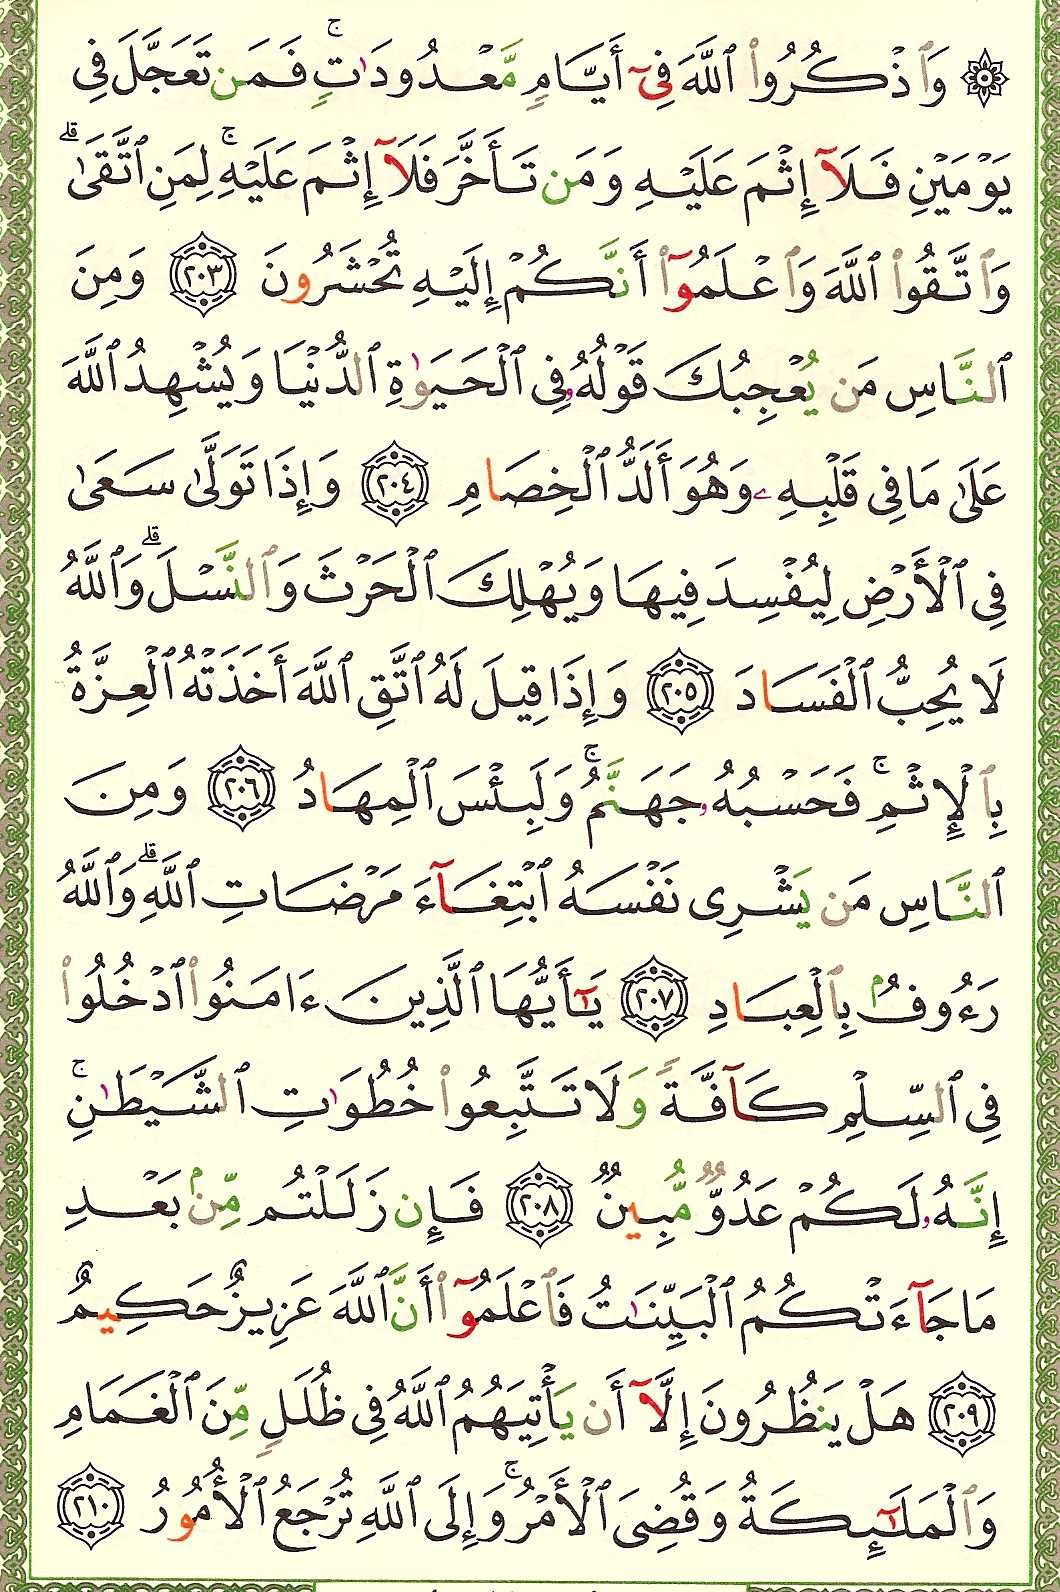 ۞ وَٱذْكُرُوا۟ ٱللَّهَ فِىٓ أَيَّامٍ مَّعْدُودَٰتٍ ۚ فَمَن تَعَجَّلَ فِى
يَوْمَيْنِ فَلَآ إِثْمَ عَلَيْهِ وَمَن تَأَخَّرَ فَلَآ إِثْمَ عَلَيْهِ ۚ لِمَنِ ٱتَّقَىٰ ۗ
وَٱتَّقُوا۟ ٱللَّهَ وَٱعْلَمُوٓا۟ أَنَّكُمْ إِلَيْهِ تُحْشَرُونَ ٢٠٣ وَمِنَ
ٱلنَّاسِ مَن يُعْجِبُكَ قَوْلُهُۥ فِى ٱلْحَيَوٰةِ ٱلدُّنْيَا وَيُشْهِدُ ٱللَّهَ
عَلَىٰ مَا فِى قَلْبِهِۦ وَهُوَ أَلَدُّ ٱلْخِصَامِ ٢٠٤ وَإِذَا تَوَلَّىٰ سَعَىٰ
فِى ٱلْأَرْضِ لِيُفْسِدَ فِيهَا وَيُهْلِكَ ٱلْحَرْثَ وَٱلنَّسْلَ ۗ وَٱللَّهُ
لَا يُحِبُّ ٱلْفَسَادَ ٢٠٥ وَإِذَا قِيلَ لَهُ ٱتَّقِ ٱللَّهَ أَخَذَتْهُ ٱلْعِزَّةُ
بِٱلْإِثْمِ ۚ فَحَسْبُهُۥ جَهَنَّمُ ۚ وَلَبِئْسَ ٱلْمِهَادُ ٢٠٦ وَمِنَ
ٱلنَّاسِ مَن يَشْرِى نَفْسَهُ ٱبْتِغَآءَ مَرْضَاتِ ٱللَّهِ ۗ وَٱللَّهُ
رَءُوفٌۢ بِٱلْعِبَادِ ٢٠٧ يَٰٓأَيُّهَا ٱلَّذِينَ ءَامَنُوا۟ ٱدْخُلُوا۟
فِى ٱلسِّلْمِ كَآفَّةً وَلَا تَتَّبِعُوا۟ خُطُوَٰتِ ٱلشَّيْطَٰنِ ۚ
إِنَّهُۥ لَكُمْ عَدُوٌّ مُّبِينٌ ٢٠٨ فَإِن زَلَلْتُم مِّنۢ بَعْدِ
مَا جَآءَتْكُمُ ٱلْبَيِّنَٰتُ فَٱعْلَمُوٓا۟ أَنَّ ٱللَّهَ عَزِيزٌ حَكِيمٌ
٢٠٩ هَلْ يَنظُرُونَ إِلَّآ أَن يَأْتِيَهُمُ ٱللَّهُ فِى ظُلَلٍ مِّنَ ٱلْغَمَامِ
وَٱلْمَلَٰٓئِكَةُ وَقُضِىَ ٱلْأَمْرُ ۚ وَإِلَى ٱللَّهِ تُرْجَعُ ٱلْأُمُورُ ٢١٠